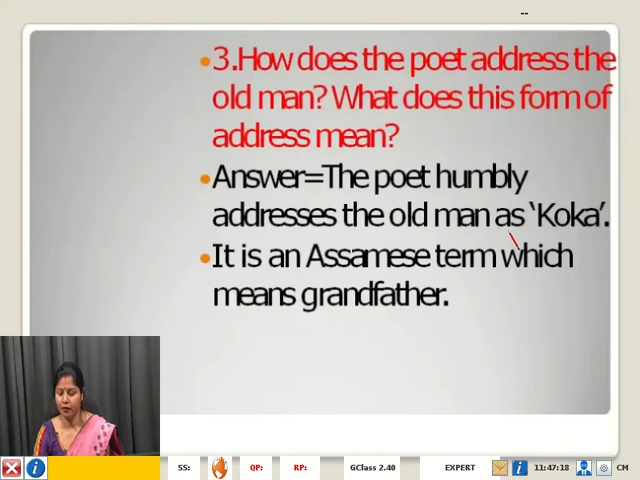 --
•3.How does the poet address the
old man? What does this form of
address mean?
•Answer=The poet humbly
addresses the old man as ‘Koka’.
•It is an Assamese term which
means grandfather.
SS: QP: RP: GClass 2.40 EXPERT 11:47:18 CM